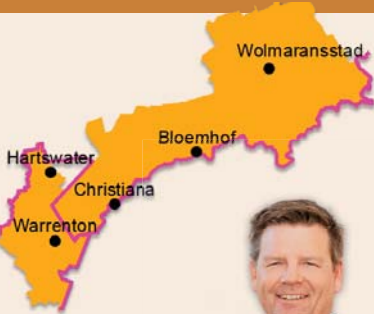 Wolmaransstad
Bloemhof
Hartswater
Christiana
Warrenton